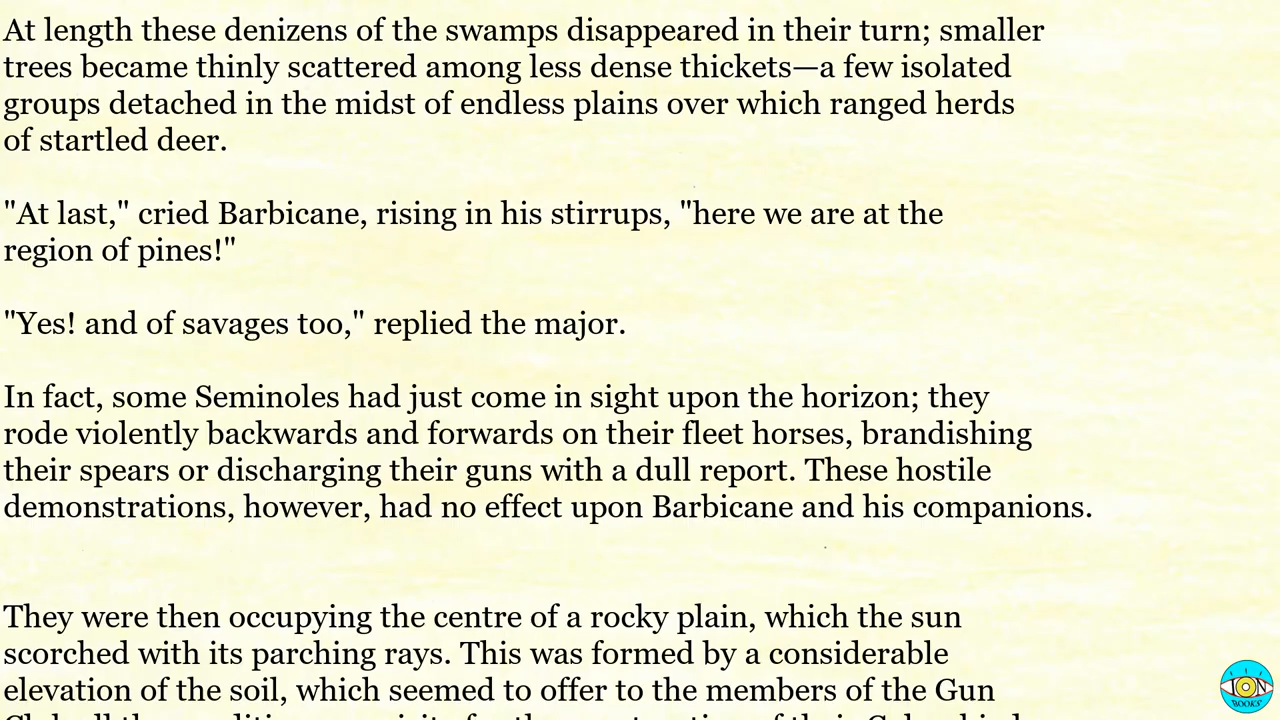 At length these denizens of the swamps disappeared in their turn; smaller
trees became thinly scattered among less dense thickets—a few isolated
groups detached in the midst of endless plains over which ranged herds
of startled deer.
"At last," cried Barbicane, rising in his stirrups, "here we are at the
region of pines!"
"Yes! and of savages too," replied the major.
In fact, some Seminoles had just come in sight upon the horizon; they
rode violently backwards and forwards on their fleet horses, brandishing
their spears or discharging their guns with a dull report. These hostile
demonstrations, however, had no effect upon Barbicane and his companions.
They were then occupying the centre of a rocky plain, which the sun
scorched with its parching rays. This was formed by a considerable
elevation of the soil, which seemed to offer to the members of the Gun
ION
BOOKS